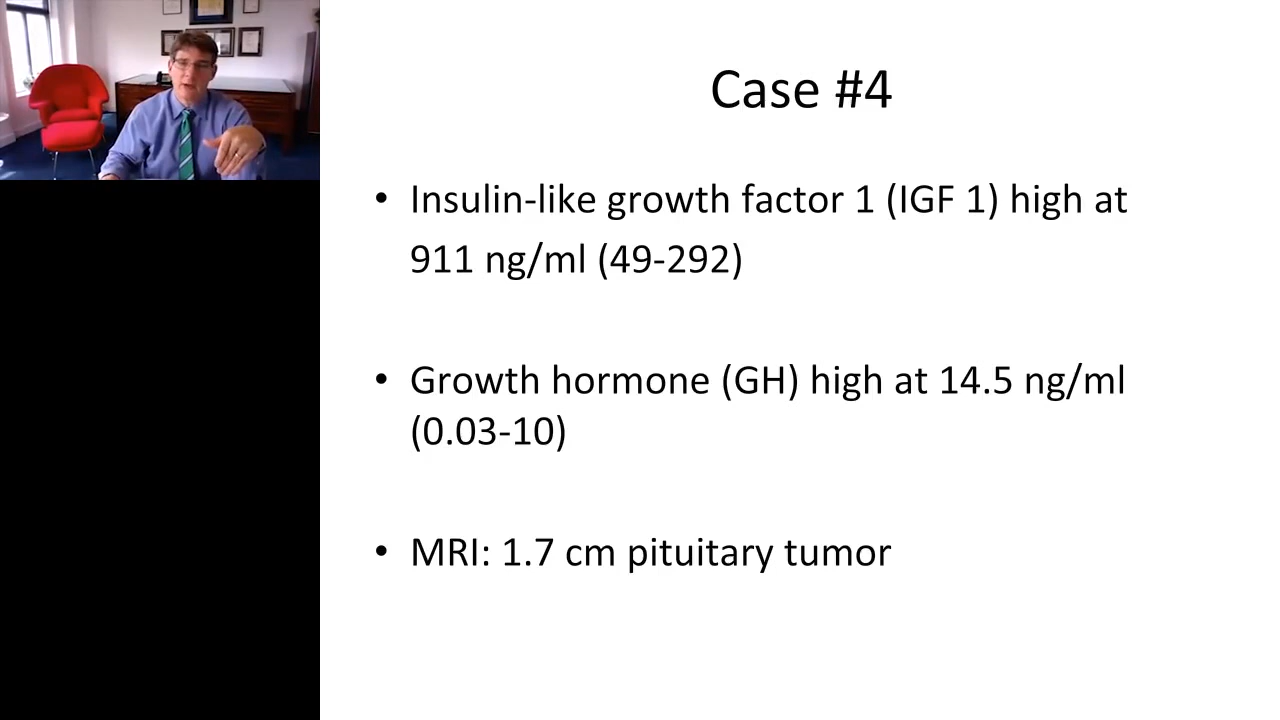 Case #4
• Insulin-like growth factor 1 (IGF 1) high at
911 ng/ml (49-292)
• Growth hormone (GH) high at 14.5 ng/ml
(0.03-10)
• MRI: 1.7 cm pituitary tumor